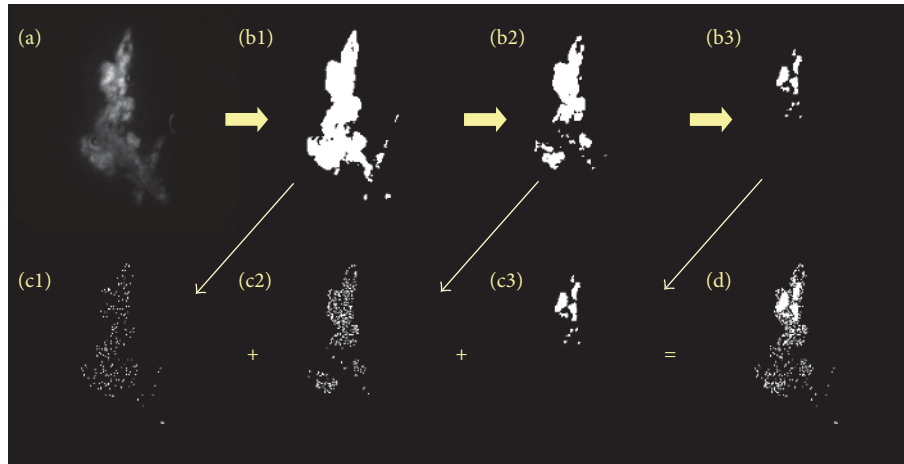 (a) (b1) (b2) (b3)
(c1) (c2) (c3) (d)
+ + =